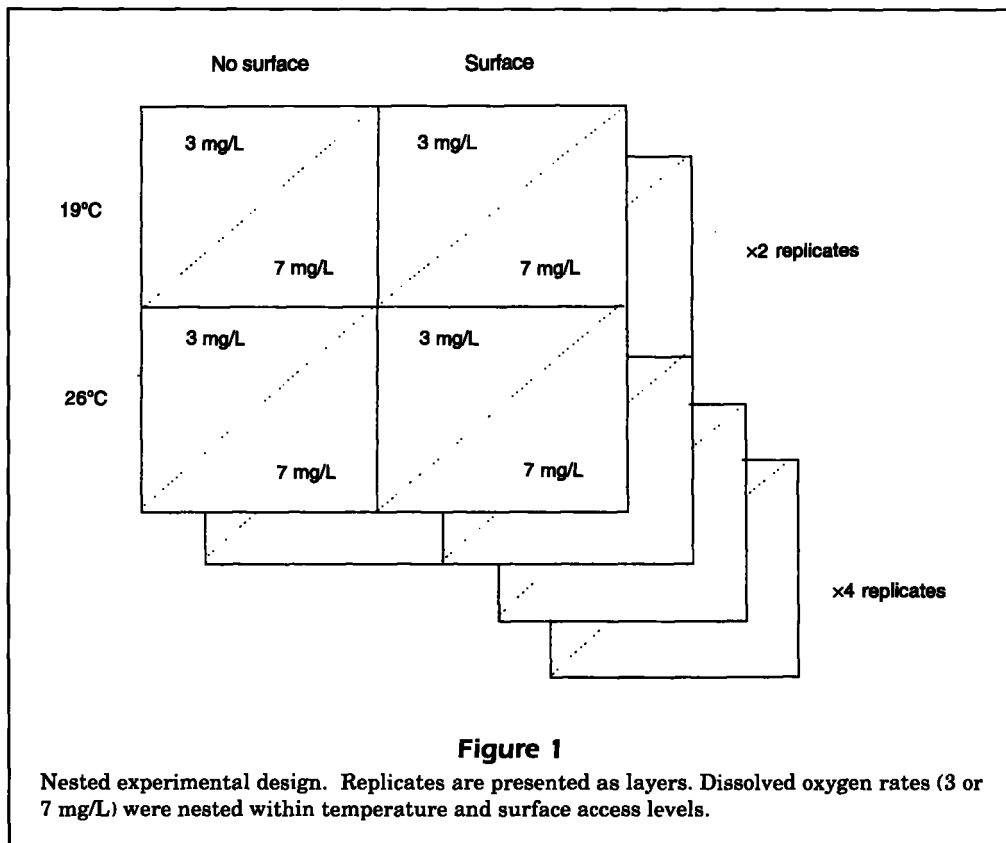 No surface Surface
3 mg/L 3 mg/L
19°C
×2 replicates
7 mg/L 7 mg/L
3 mg/L 3 mg/L
26°C
7 mg/L 7 mg/L
×4 replicates
Figure 1
Nested experimental design. Replicates are presented as layers. Dissolved oxygen rates (3 or
7 mg/L) were nested within temperature and surface access levels.